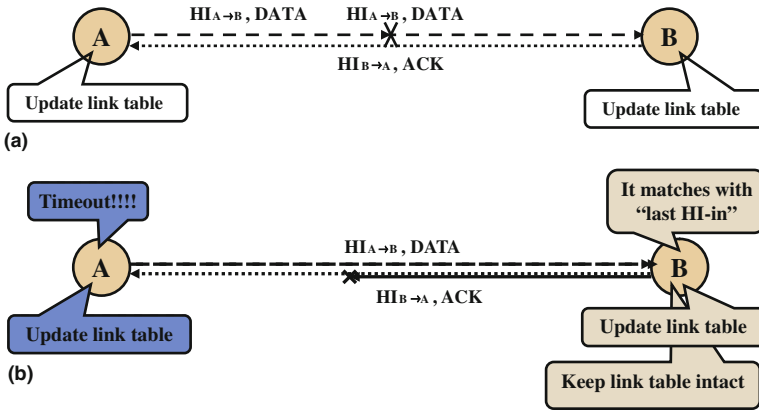 HIA→B, DATA
HIA→B, DATA
A
B
HIB→A, ACK
Update link table
Update link table
(a)
Timeout!!!!
It matches with
“last HI-in”
HIA→B, DATA
A
B
HIB→A, ACK
Update link table
Update link table
Keep link table intact
(b)